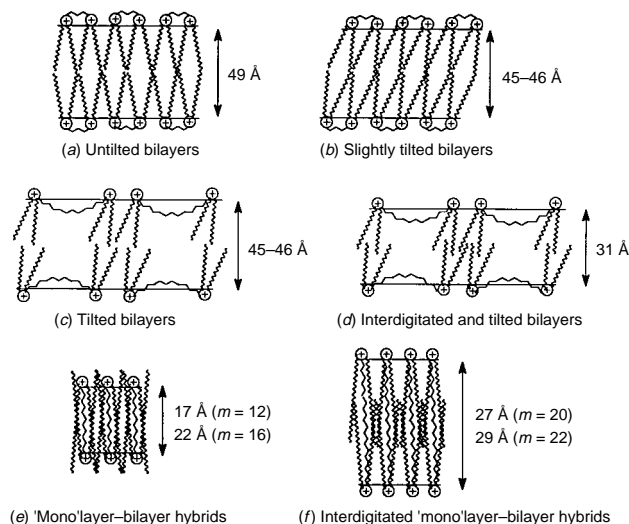 49 Å
45–46 Å
(a) Untilted bilayers
(b) Slightly tilted bilayers
45–46 Å
31 Å
(c) Tilted bilayers
(d) Interdigitated and tilted bilayers
17 Å (m = 12)
22 Å (m = 16)
27 Å (m = 20)
29 Å (m = 22)
(e) 'Mono'layer–bilayer hybrids
(f) Interdigitated 'mono'layer–bilayer hybrids